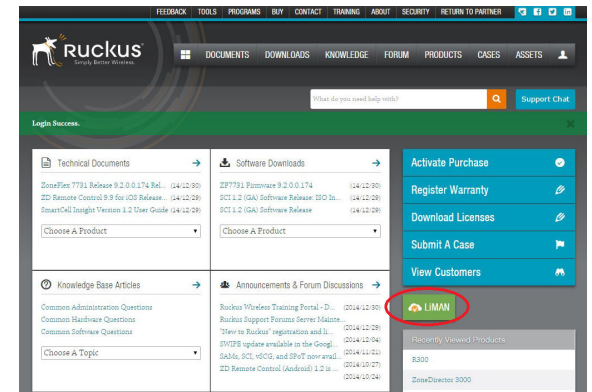 FEEDBACK TOOLS PROGRAMS BUY CONTACT TRAINING ABOUT SECURITY RETURN TO PARTNER
Ruckus
Simply Better Wireless.
DOCUMENTS DOWNLOADS KNOWLEDGE FORUM PRODUCTS CASES ASSETS
What do you need help with?
Support Chat
Login Success.
Technical Documents
ZoneFlex 7731 Release 9.2.0.0.174 Rel... (14/12/30)
ZD Remote Control 9.9 for iOS Release... (14/12/29)
SmartCell Insight Version 1.2 User Guide (14/12/29)
Choose A Product
Software Downloads
ZF7731 Firmware 9.2.0.0.174 (14/12/30)
SCI 1.2 (GA) Software Release: ISO In... (14/12/29)
SCI 1.2 (GA) Software Release (14/12/29)
Choose A Product
Activate Purchase
Register Warranty
Download Licenses
Submit A Case
View Customers
Knowledge Base Articles
Common Administration Questions
Common Hardware Questions
Common Software Questions
Choose A Topic
Announcements & Forum Discussions
Ruckus Wireless Training Portal - D... (2014/12/30)
Ruckus Support Forums Server Mainte...
(2014/12/29)
"New to Ruckus" registration and li...
(2014/12/04)
SWIPE update available in the Googl...
(2014/11/21)
SAMs, SCI, vSCG, and SPoT now avail...
(2014/10/27)
ZD Remote Control (Android) 1.2 is ...
(2014/10/24)
LiMAN
Recently Viewed Products
R300
ZoneDirector 3000